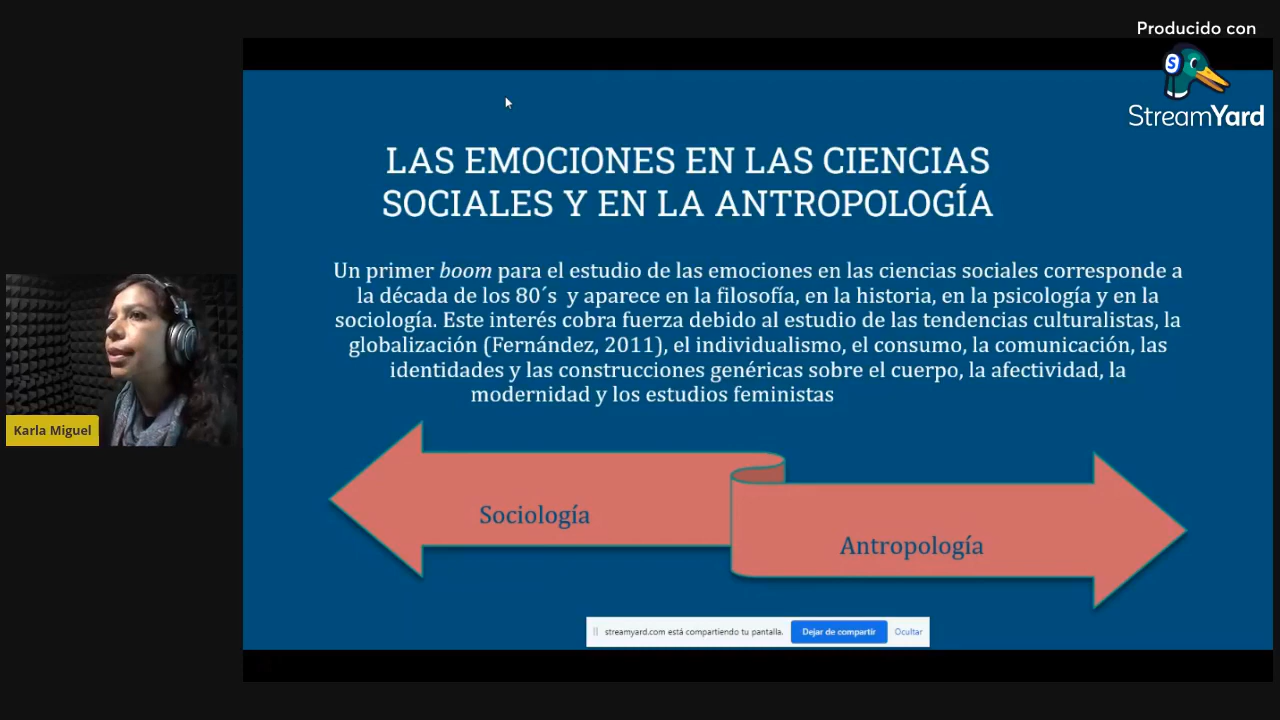 Producido con
S
StreamYard
LAS EMOCIONES EN LAS CIENCIAS
SOCIALES Y EN LA ANTROPOLOGÍA
Un primer boom para el estudio de las emociones en las ciencias sociales corresponde a
la década de los 80´s  y aparece en la filosofía, en la historia, en la psicología y en la
sociología. Este interés cobra fuerza debido al estudio de las tendencias culturalistas, la
globalización (Fernández, 2011), el individualismo, el consumo, la comunicación, las
identidades y las construcciones genéricas sobre el cuerpo, la afectividad, la
modernidad y los estudios feministas
Karla Miguel
Sociología
Antropología
streamyard.com está compartiendo tu pantalla.
Dejar de compartir
Ocultar